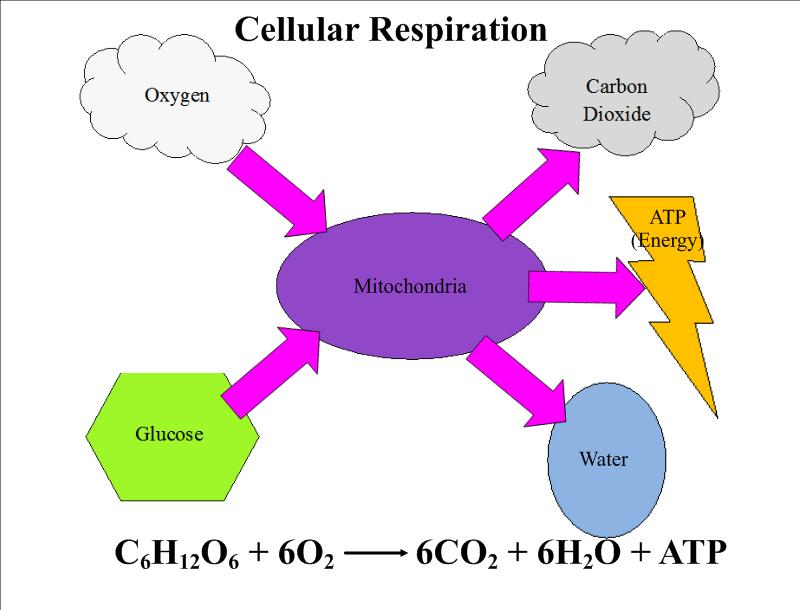 Cellular Respiration
Oxygen
Carbon
Dioxide
ATP
(Energy)
Mitochondria
Glucose
Water
C₆H₁₂O₆ + 6O₂ ⟶ 6CO₂ + 6H₂O + ATP